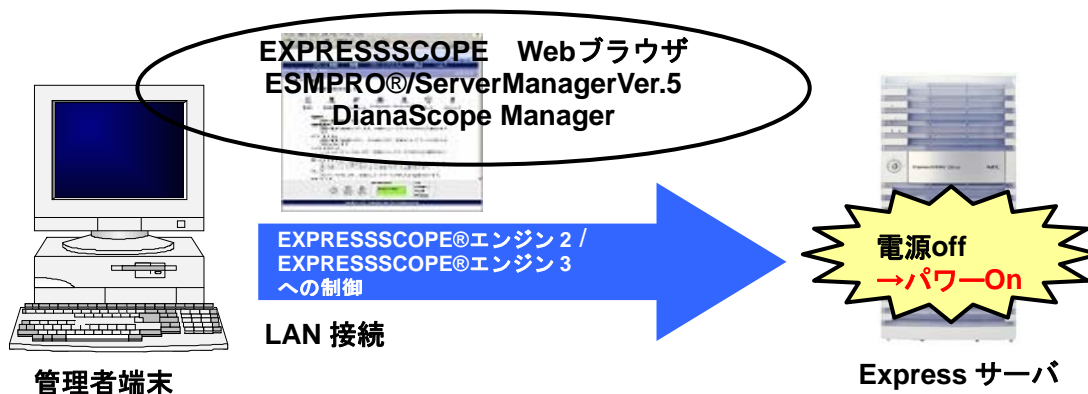 EXPRESSSCOPE　Webブラウザ
ESMPRO®/ServerManagerVer.5
DianaScope Manager
EXPRESSSCOPE®エンジン 2 /
EXPRESSSCOPE®エンジン 3
への制御
LAN 接続
管理者端末
電源off
→パワーOn
Express サーバ